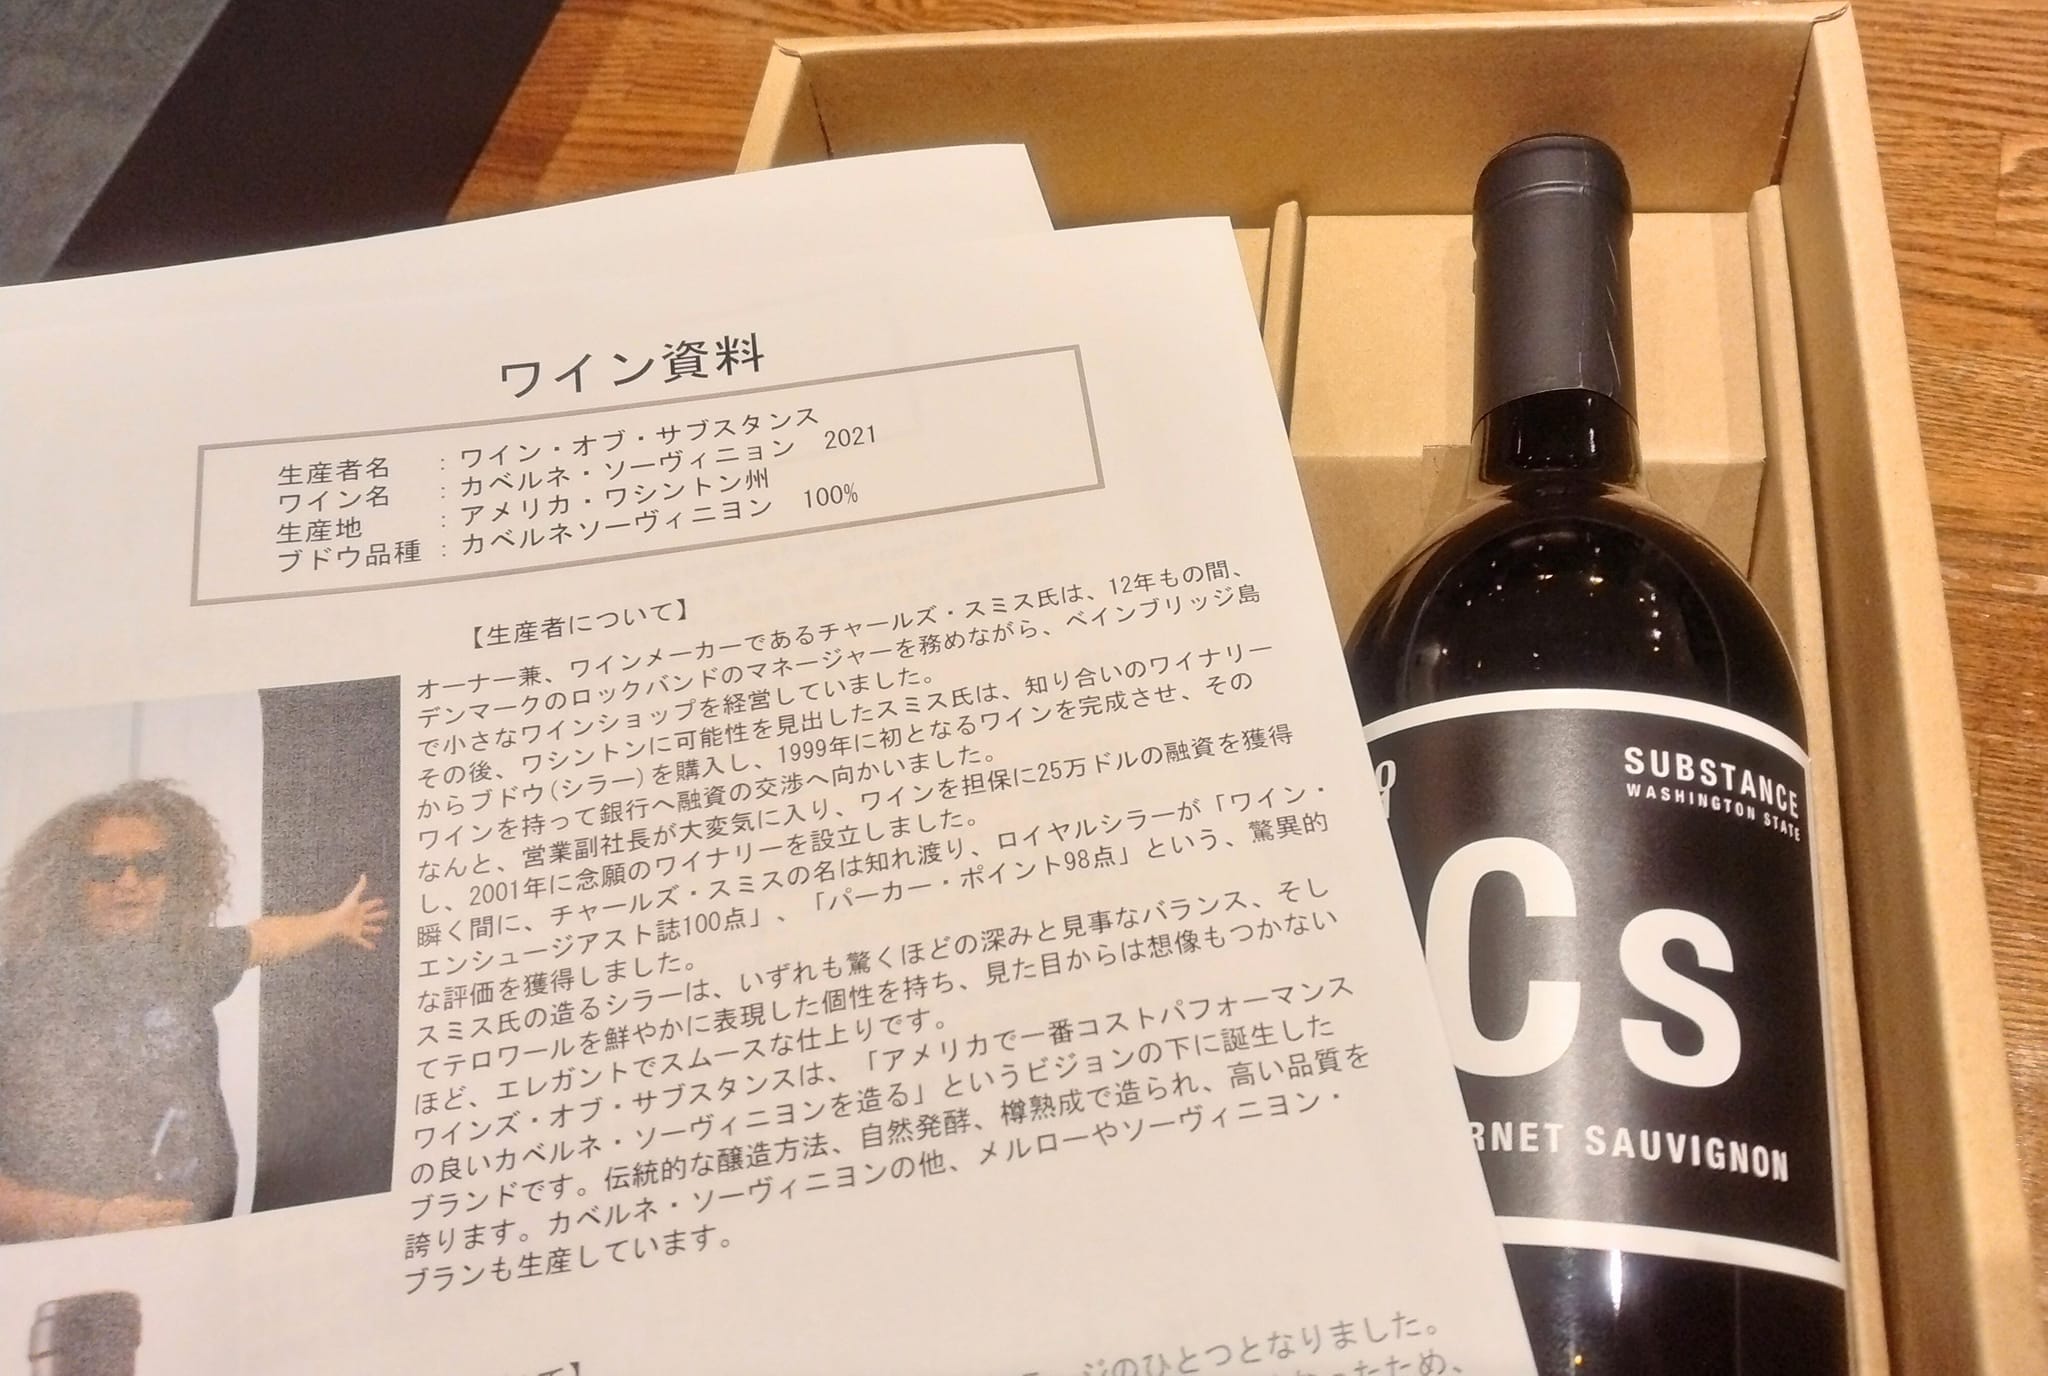 ワイン資料
生産者名 : ワイン・オブ・サブスタンス
ワイン名 : カベルネ・ソーヴィニョン 2021
生産地 : アメリカ・ワシントン州
ブドウ品種 : カベルネソーヴィニヨン 100%
【生産者について】
オーナー兼、ワインメーカーであるチャールズ・スミス氏は、12年もの間、
デンマークのロックバンドのマネージャーを務めながら、ベインブリッジ島
で小さなワインショップを経営していました。
その後、ワシントンに可能性を見出したスミス氏は、知り合いのワイナリー
からブドウ(シラー)を購入し、1999年に初となるワインを完成させ、その
ワインを持って銀行へ融資の交渉へ向かいました。
なんと、営業副社長が大変気に入り、ワインを担保に25万ドルの融資を獲得
し、2001年に念願のワイナリーを設立しました。
瞬く間に、チャールズ・スミスの名は知れ渡り、ロイヤルシラーが「ワイン・
エンシュージアスト誌100点」、「パーカー・ポイント98点」という、驚異的
な評価を獲得しました。
スミス氏の造るシラーは、いずれも驚くほどの深みと見事なバランス、そし
てテロワールを鮮やかに表現した個性を持ち、見た目からは想像もつかない
ほど、エレガントでスムースな仕上りです。
ワインズ・オブ・サブスタンスは、「アメリカで一番コストパフォーマンス
の良いカベルネ・ソーヴィニヨンを造る」というビジョンの下に誕生した
ブランドです。伝統的な醸造方法、自然発酵、樽熟成で造られ、高い品質を
誇ります。カベルネ・ソーヴィニヨンの他、メルローやソーヴィニヨン・
ブランも生産しています。
て】
ージのひとつとなりました。
ったため、
SUBSTANCE
WASHINGTON STATE
Cs
RNET SAUVIGNON